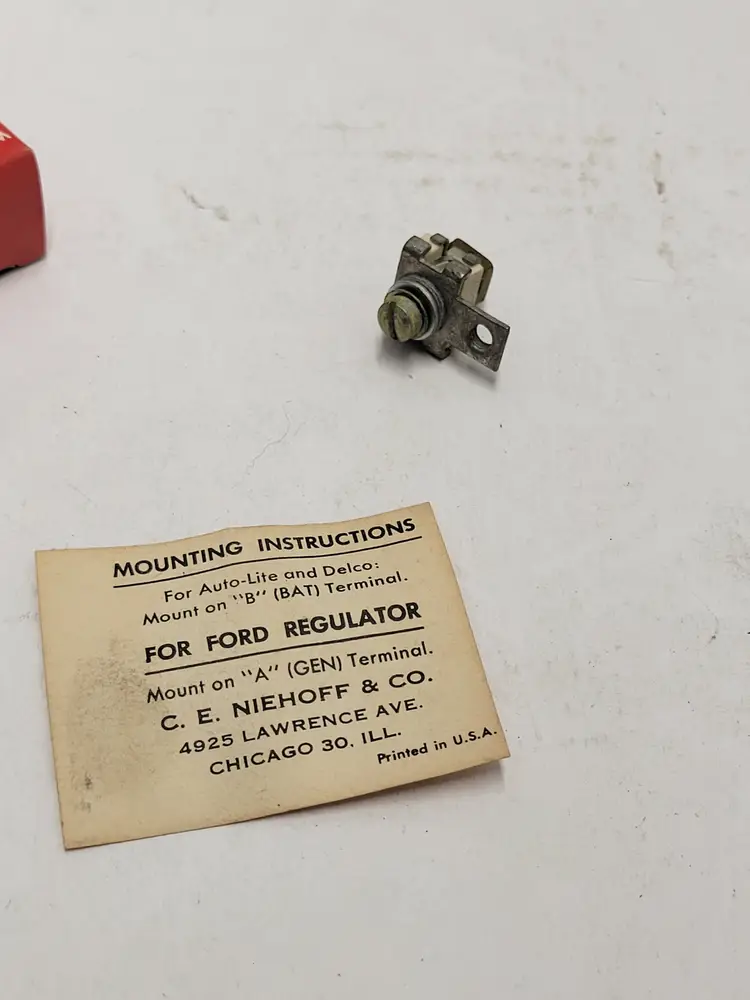 MOUNTING INSTRUCTIONS
For Auto-Lite and Delco:
Mount on "B" (BAT) Terminal.
FOR FORD REGULATOR
Mount on "A" (GEN) Terminal.
C. E. NIEHOFF & CO.
4925 LAWRENCE AVE.
CHICAGO 30, ILL.
Printed in U.S.A.